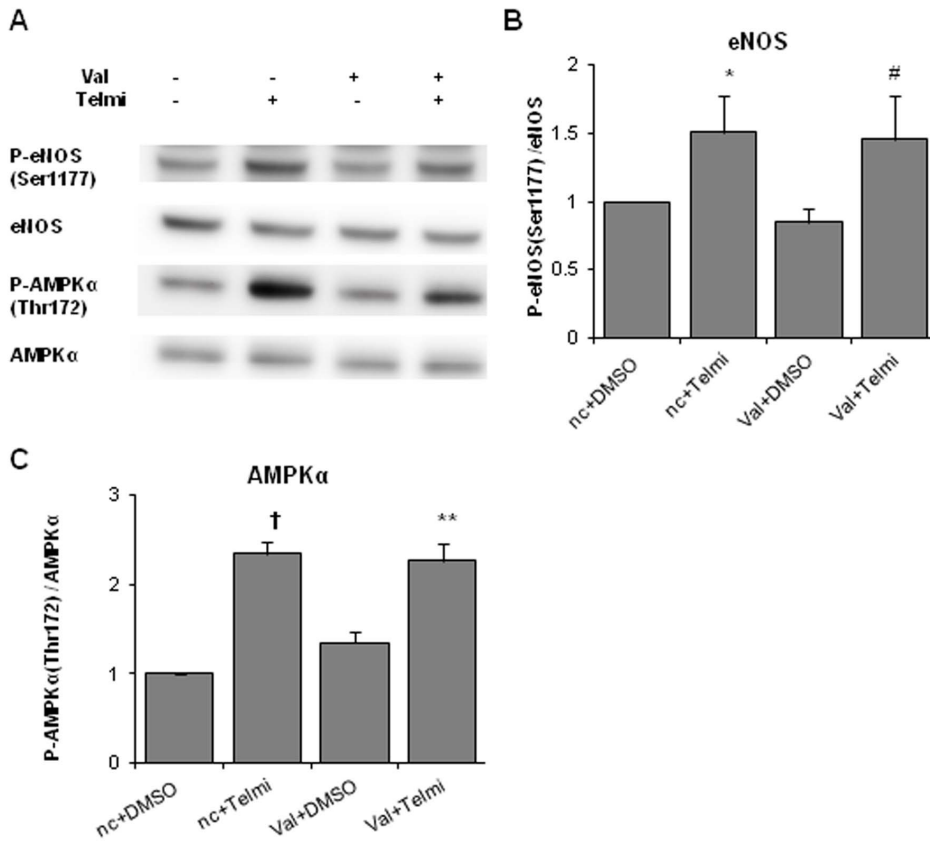 A
Val - - + +
Telmi - + - +
P-eNOS
(Ser1177)
eNOS
P-AMPKα
(Thr172)
AMPKα
B
eNOS
P-eNOS(Ser1177) /eNOS
2
1.5
1
0.5
0
*
#
nc+DMSO
nc+Telmi
Val+DMSO
Val+Telmi
C
AMPKα
P-AMPKα(Thr172) / AMPKα
3
2
1
0
†
**
nc+DMSO
nc+Telmi
Val+DMSO
Val+Telmi